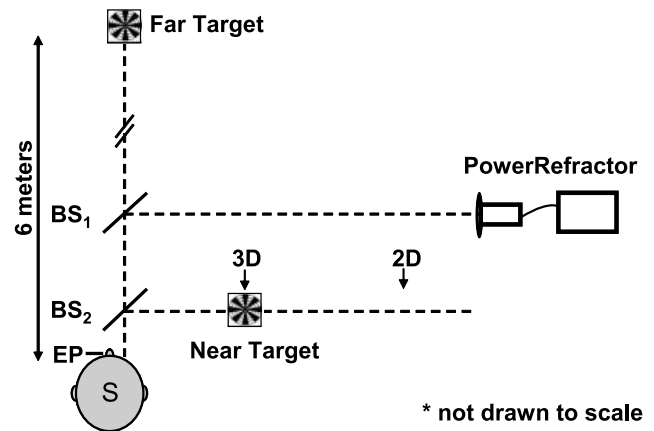 Far Target
6 meters
PowerRefractor
BS1
3D
2D
BS2
Near Target
EP
S
* not drawn to scale